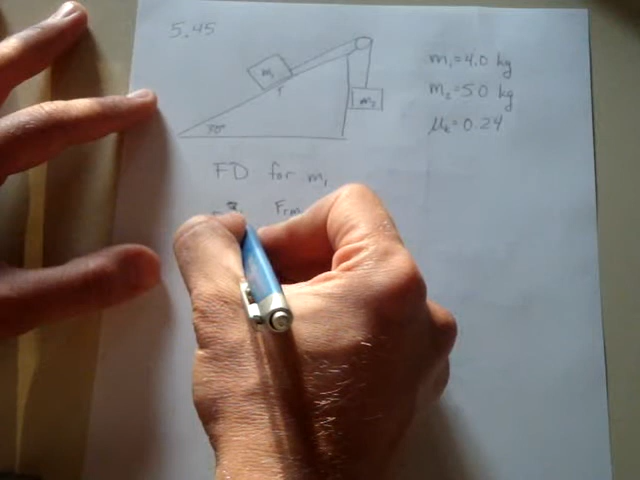 5.45
m₁
m₂
30°
m₁=4.0 kg
m₂=5.0 kg
μₖ=0.24
FD for m₁